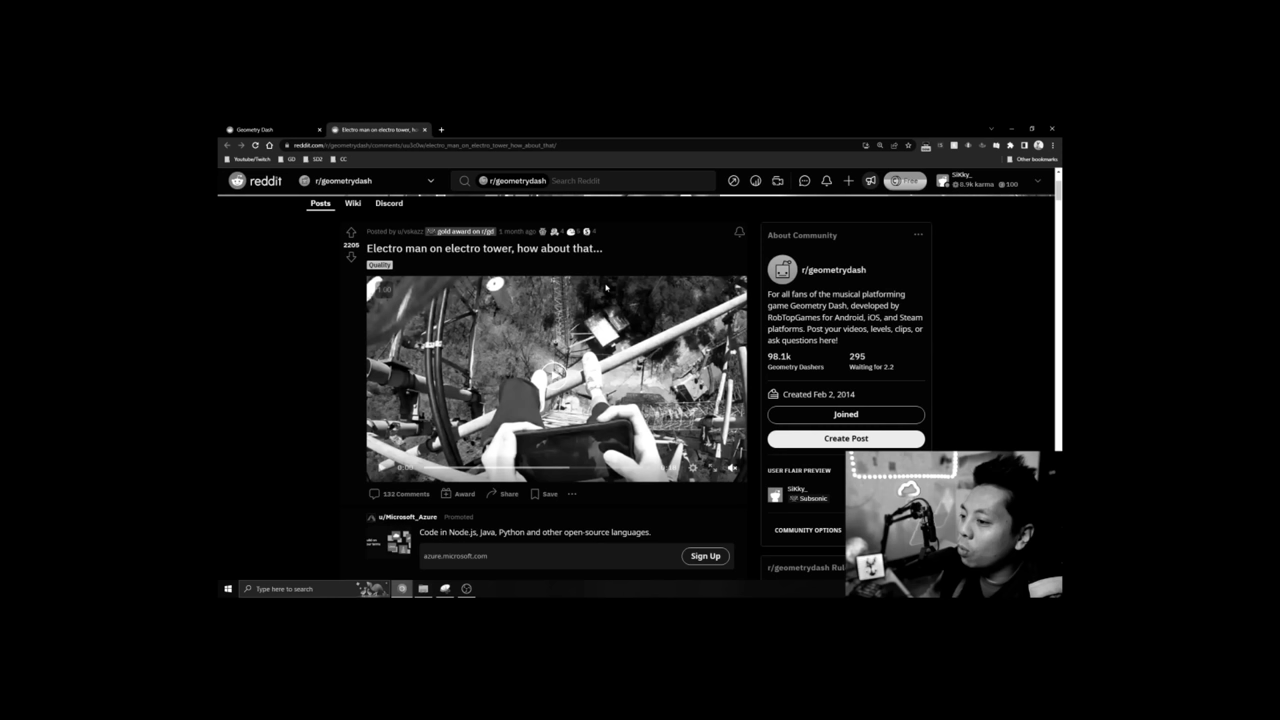 Geometry Dash
Electro man on electro tower, h
reddit.com/r/geometrydash/comments/uu3z0w/electro_man_on_electro_tower_how_about_that/
Youtube/Twitch
GD
SD2
CC
Other bookmarks
reddit
r/geometrydash
r/geometrydash Search Reddit
Free
SiKky_
8.9k karma
100
Posts
Wiki
Discord
2205
Posted by u/vskazz gold award on r/gd 1 month ago
Electro man on electro tower, how about that...
Quality
0:00
132 Comments
Award
Share
Save
u/Microsoft_Azure Promoted
Code in Node.js, Java, Python and other open-source languages.
azure.microsoft.com
Sign Up
About Community
r/geometrydash
For all fans of the musical platforming
game Geometry Dash, developed by
RobTopGames for Android, iOS, and Steam
platforms. Post your videos, levels, clips, or
ask questions here!
98.1k
Geometry Dashers
295
Waiting for 2.2
Created Feb 2, 2014
Joined
Create Post
USER FLAIR PREVIEW
SiKky_
Subsonic
COMMUNITY OPTIONS
r/geometrydash Rul
Type here to search